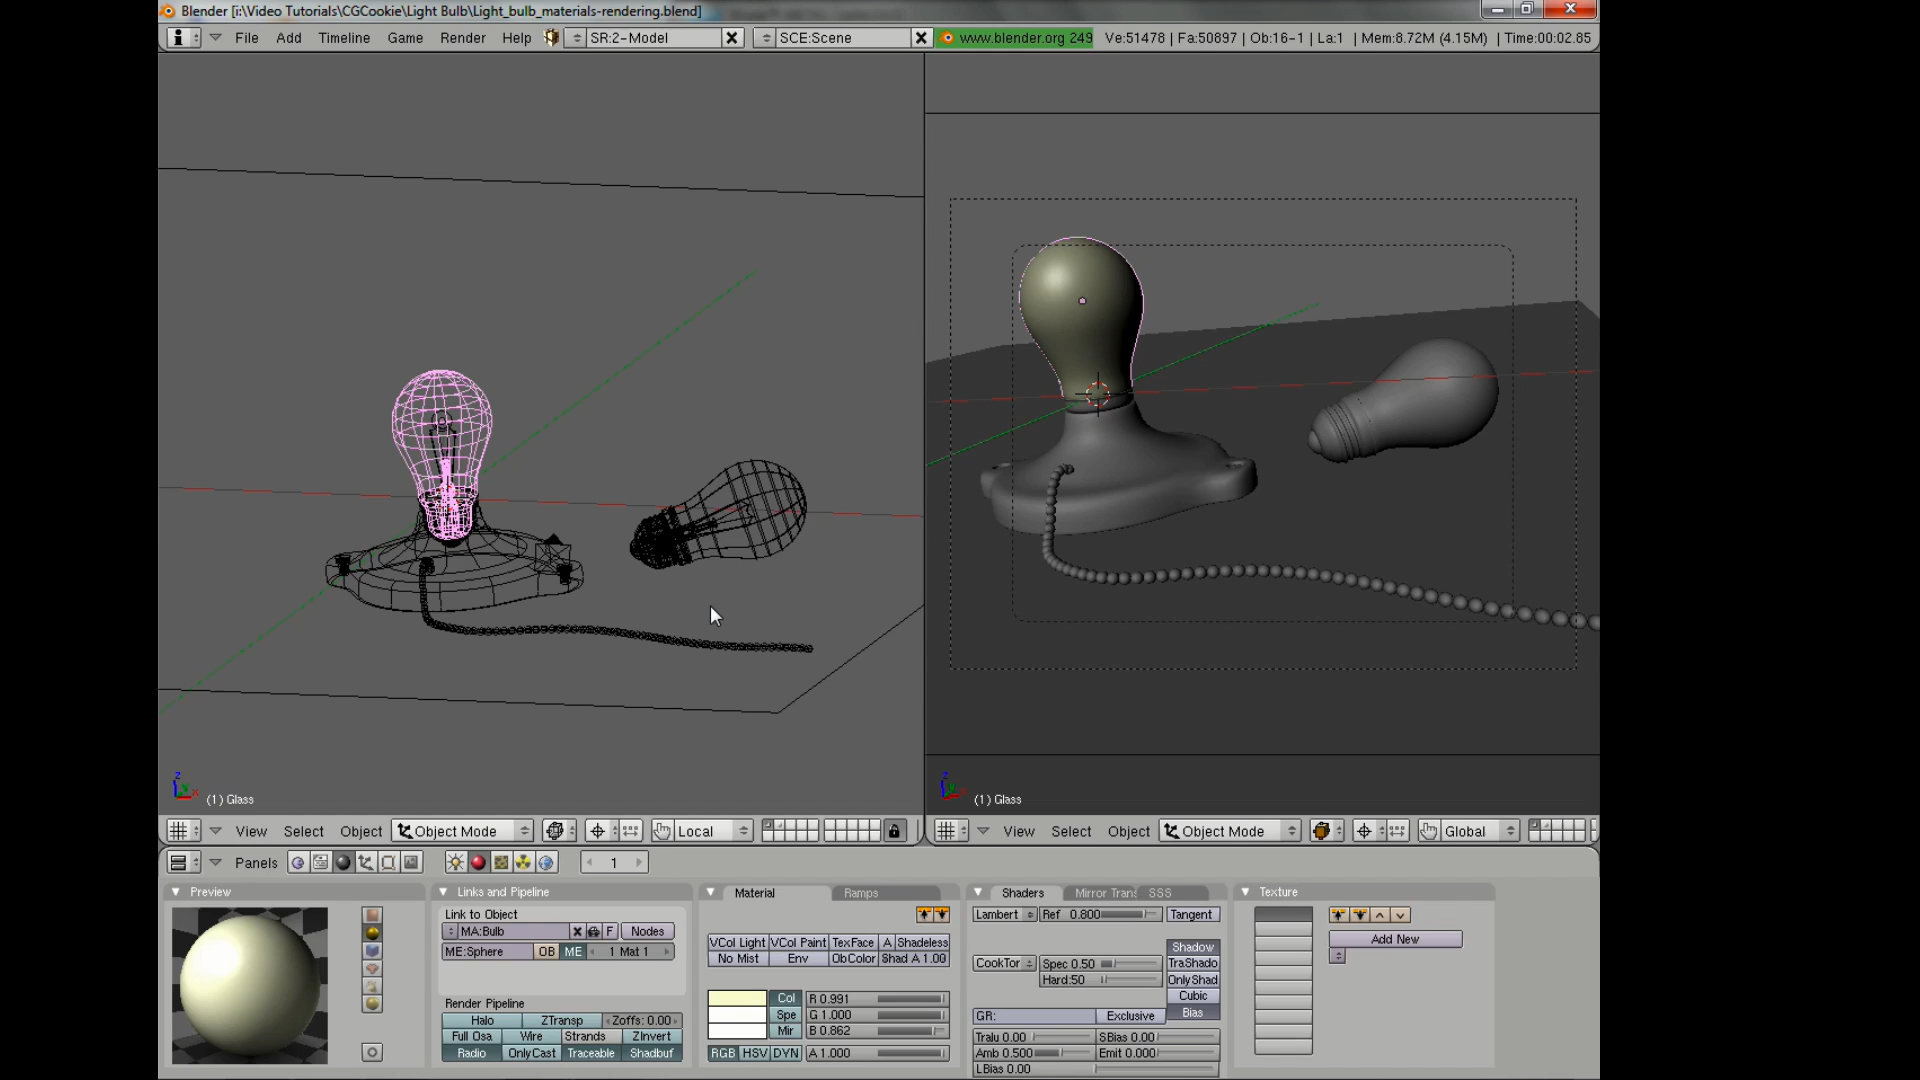 Blender [i:\Video Tutorials\CGCookie\Light Bulb\Light_bulb_materials-rendering.blend]
File Add Timeline Game Render Help SR:2-Model SCE:Scene www.blender.org 249 Ve:51478 | Fa:50897 | Ob:16-1 | La:1 | Mem:8.72M (4.15M) | Time:00:02.85
z x (1) Glass
z (1) Glass
View Select Object Object Mode Local
View Select Object Object Mode Global
Panels 1
Preview
Links and Pipeline
Link to Object
MA:Bulb F Nodes
ME:Sphere OB ME 1 Mat 1
Render Pipeline
Halo ZTransp Zoffs: 0.00
Full Osa Wire Strands ZInvert
Radio OnlyCast Traceable Shadbuf
Material Ramps
VCol Light VCol Paint TexFace A Shadeless
No Mist Env ObColor Shad A 1.00
Col R 0.991
Spe G 1.000
Mir B 0.862
RGB HSV DYN A 1.000
Shaders Mirror Tran SSS
Lambert Ref 0.800 Tangent
Shadow
CookTor Spec 0.50 TraShado
Hard:50 OnlyShad
Cubic
GR: Exclusive Bias
Tralu 0.00 SBias 0.00
Amb 0.500 Emit 0.000
LBias 0.00
Texture
Add New